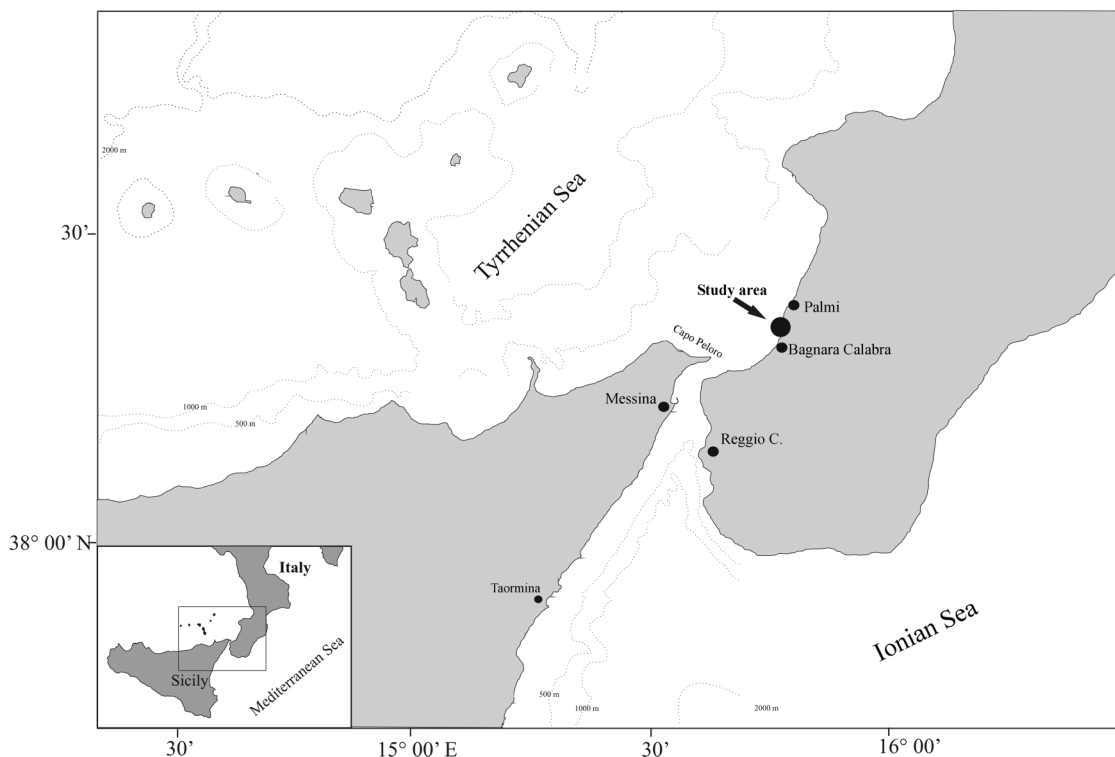 2000 m
Tyrrhenian Sea
30’
Study area
Palmi
Capo Peloro
Bagnara Calabra
Messina
1000 m
500 m
Reggio C.
38° 00’ N
Italy
Taormina
Ionian Sea
Sicily
Mediterranean Sea
500 m
1000 m
2000 m
30’
15° 00’ E
30’
16° 00’